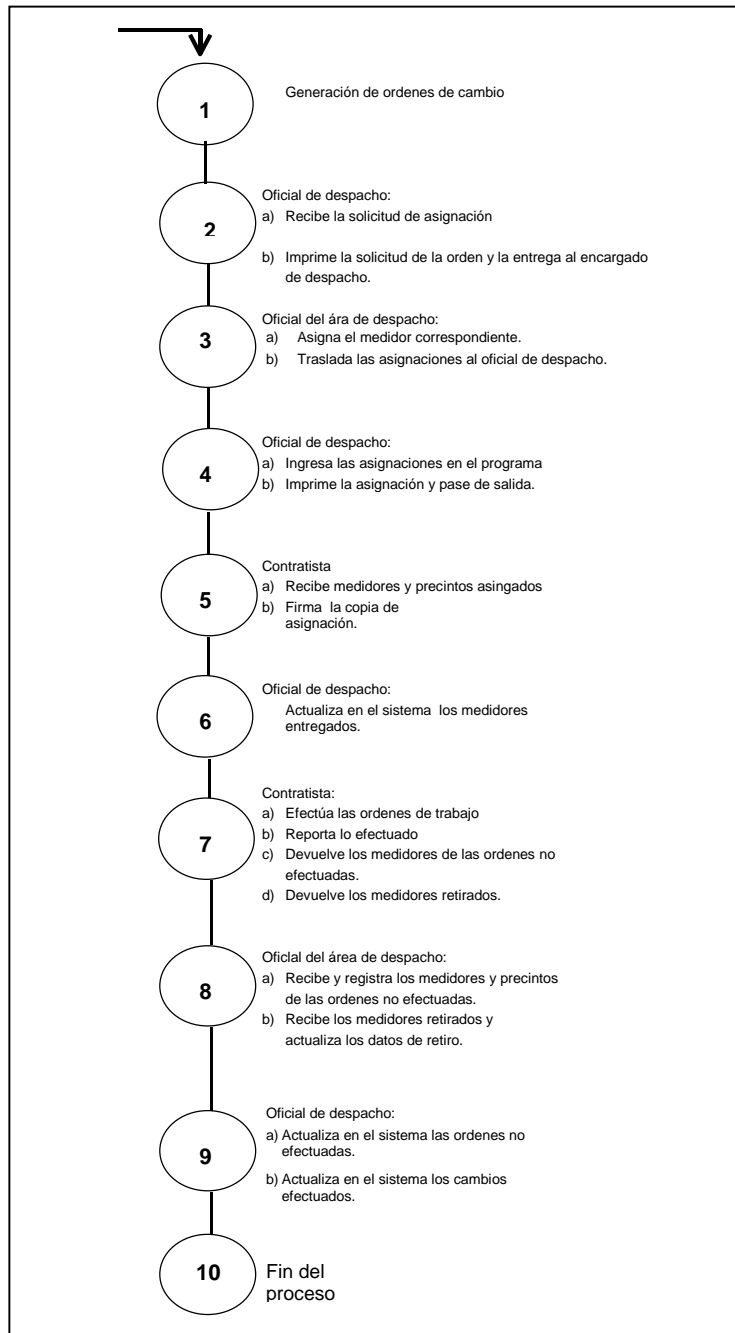 1
Generación de ordenes de cambio
2
Oficial de despacho:
a) Recibe la solicitud de asignación
b) Imprime la solicitud de la orden y la entrega al encargado
de despacho.
3
Oficial del ára de despacho:
a) Asigna el medidor correspondiente.
b) Traslada las asignaciones al oficial de despacho.
4
Oficial de despacho:
a) Ingresa las asignaciones en el programa
b) Imprime la asignación y pase de salida.
5
Contratista
a) Recibe medidores y precintos asingados
b) Firma la copia de
asignación.
6
Oficial de despacho:
Actualiza en el sistema los medidores
entregados.
7
Contratista:
a) Efectúa las ordenes de trabajo
b) Reporta lo efectuado
c) Devuelve los medidores de las ordenes no
efectuadas.
d) Devuelve los medidores retirados.
8
Oficlal del área de despacho:
a) Recibe y registra los medidores y precintos
de las ordenes no efectuadas.
b) Recibe los medidores retirados y
actualiza los datos de retiro.
9
Oficial de despacho:
a) Actualiza en el sistema las ordenes no
efectuadas.
b) Actualiza en el sistema los cambios
efectuados.
10
Fin del
proceso